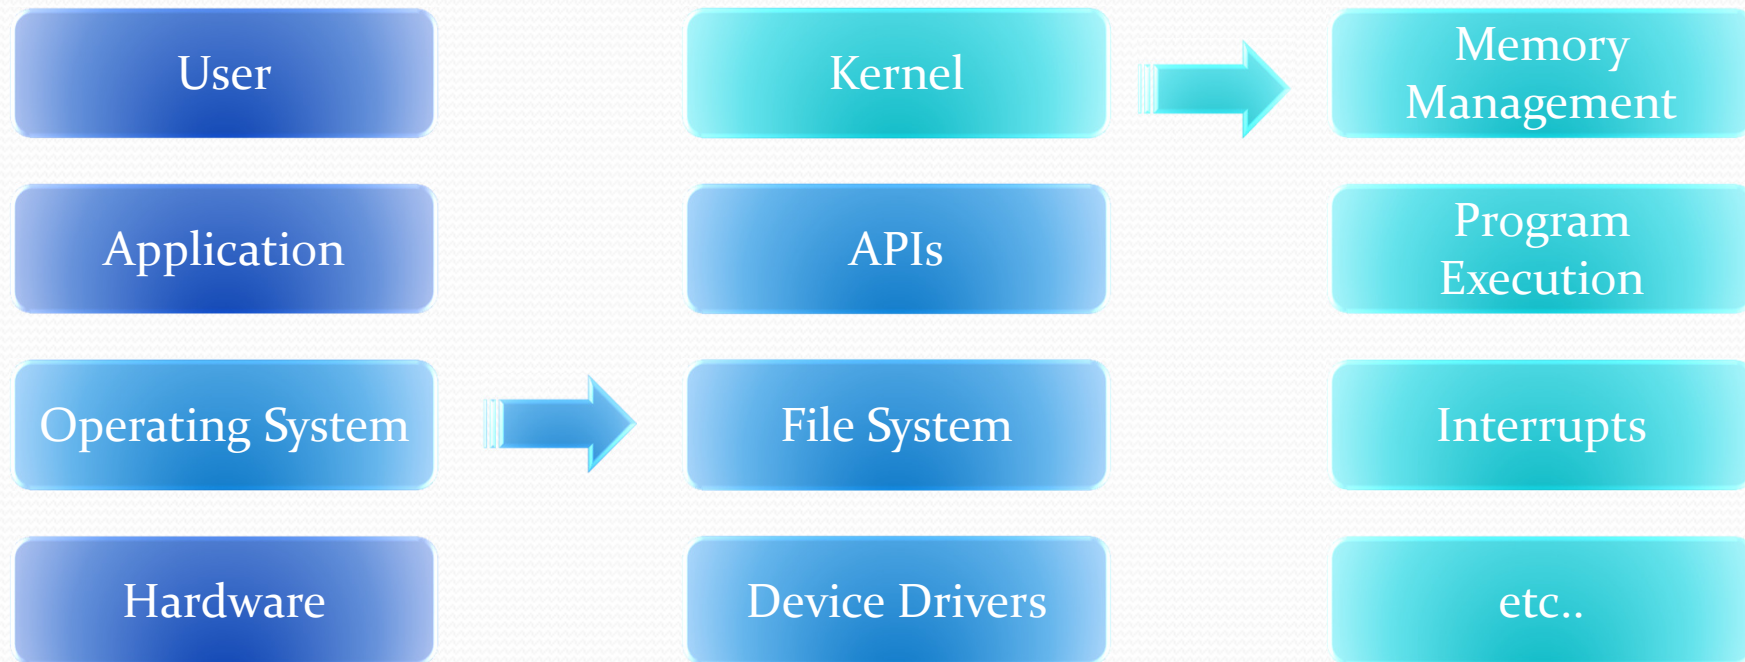 User
Application
Operating System
Hardware
Kernel
APIs
File System
Device Drivers
Memory
Management
Program
Execution
Interrupts
etc..